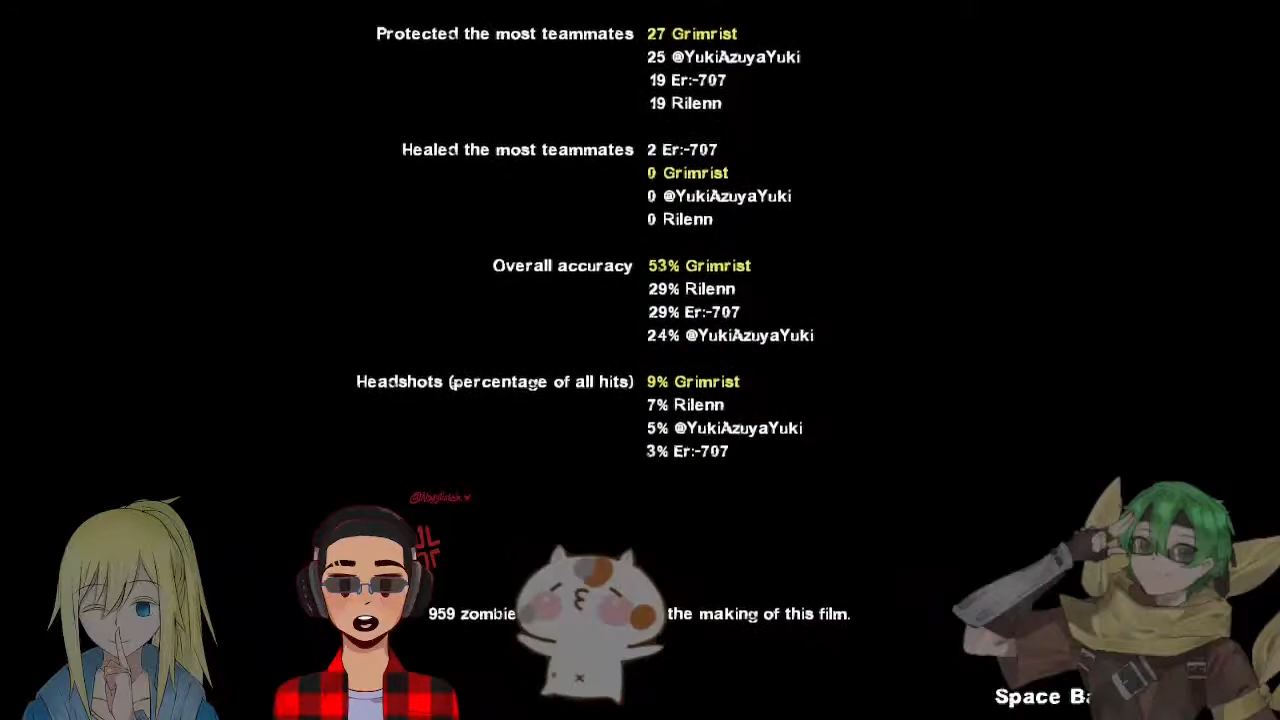 Protected the most teammates 27 Grimrist
25 @YukiAzuyaYuki
19 Er:-707
19 Rilenn
Healed the most teammates 2 Er:-707
0 Grimrist
0 @YukiAzuyaYuki
0 Rilenn
Overall accuracy 53% Grimrist
29% Rilenn
29% Er:-707
24% @YukiAzuyaYuki
Headshots (percentage of all hits) 9% Grimrist
7% Rilenn
5% @YukiAzuyaYuki
3% Er:-707
959 zombie the making of this film.
Space Ba